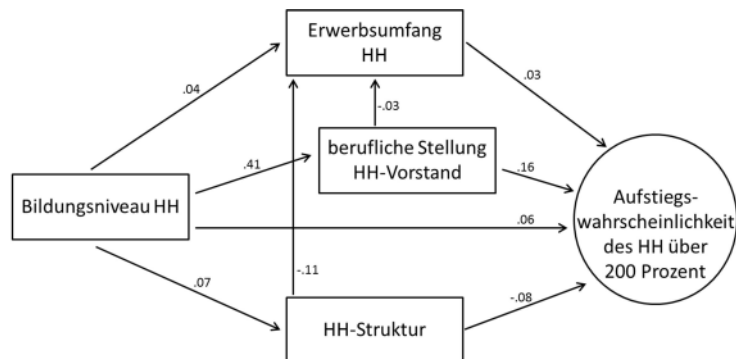 Erwerbsumfang
HH
.04
.03
-.03
berufliche Stellung
HH-Vorstand
.41
.16
Bildungsniveau HH
.06
Aufstiegs-
wahrscheinlichkeit
des HH über
200 Prozent
.07
-.11
-.08
HH-Struktur